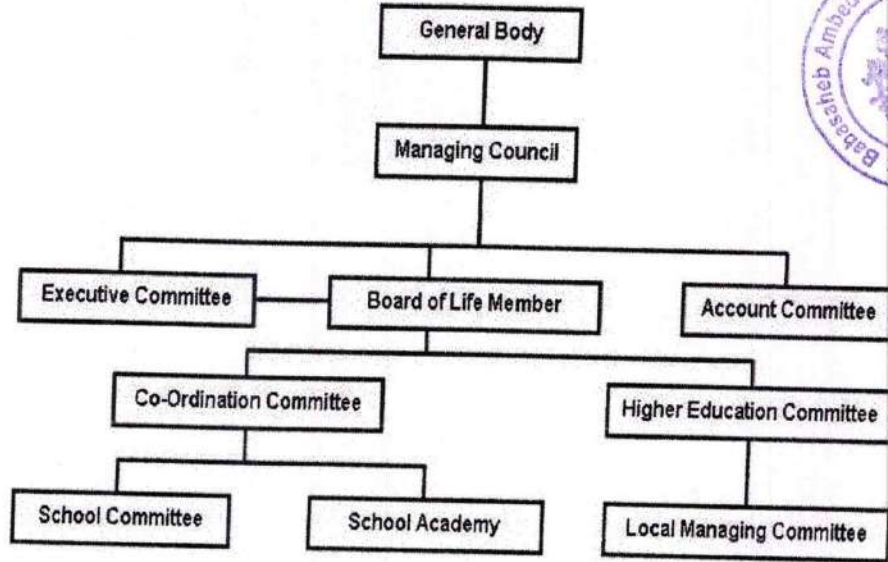 General Body
Managing Council
Executive Committee
Board of Life Member
Account Committee
Co-Ordination Committee
Higher Education Committee
School Committee
School Academy
Local Managing Committee
Babasaheb